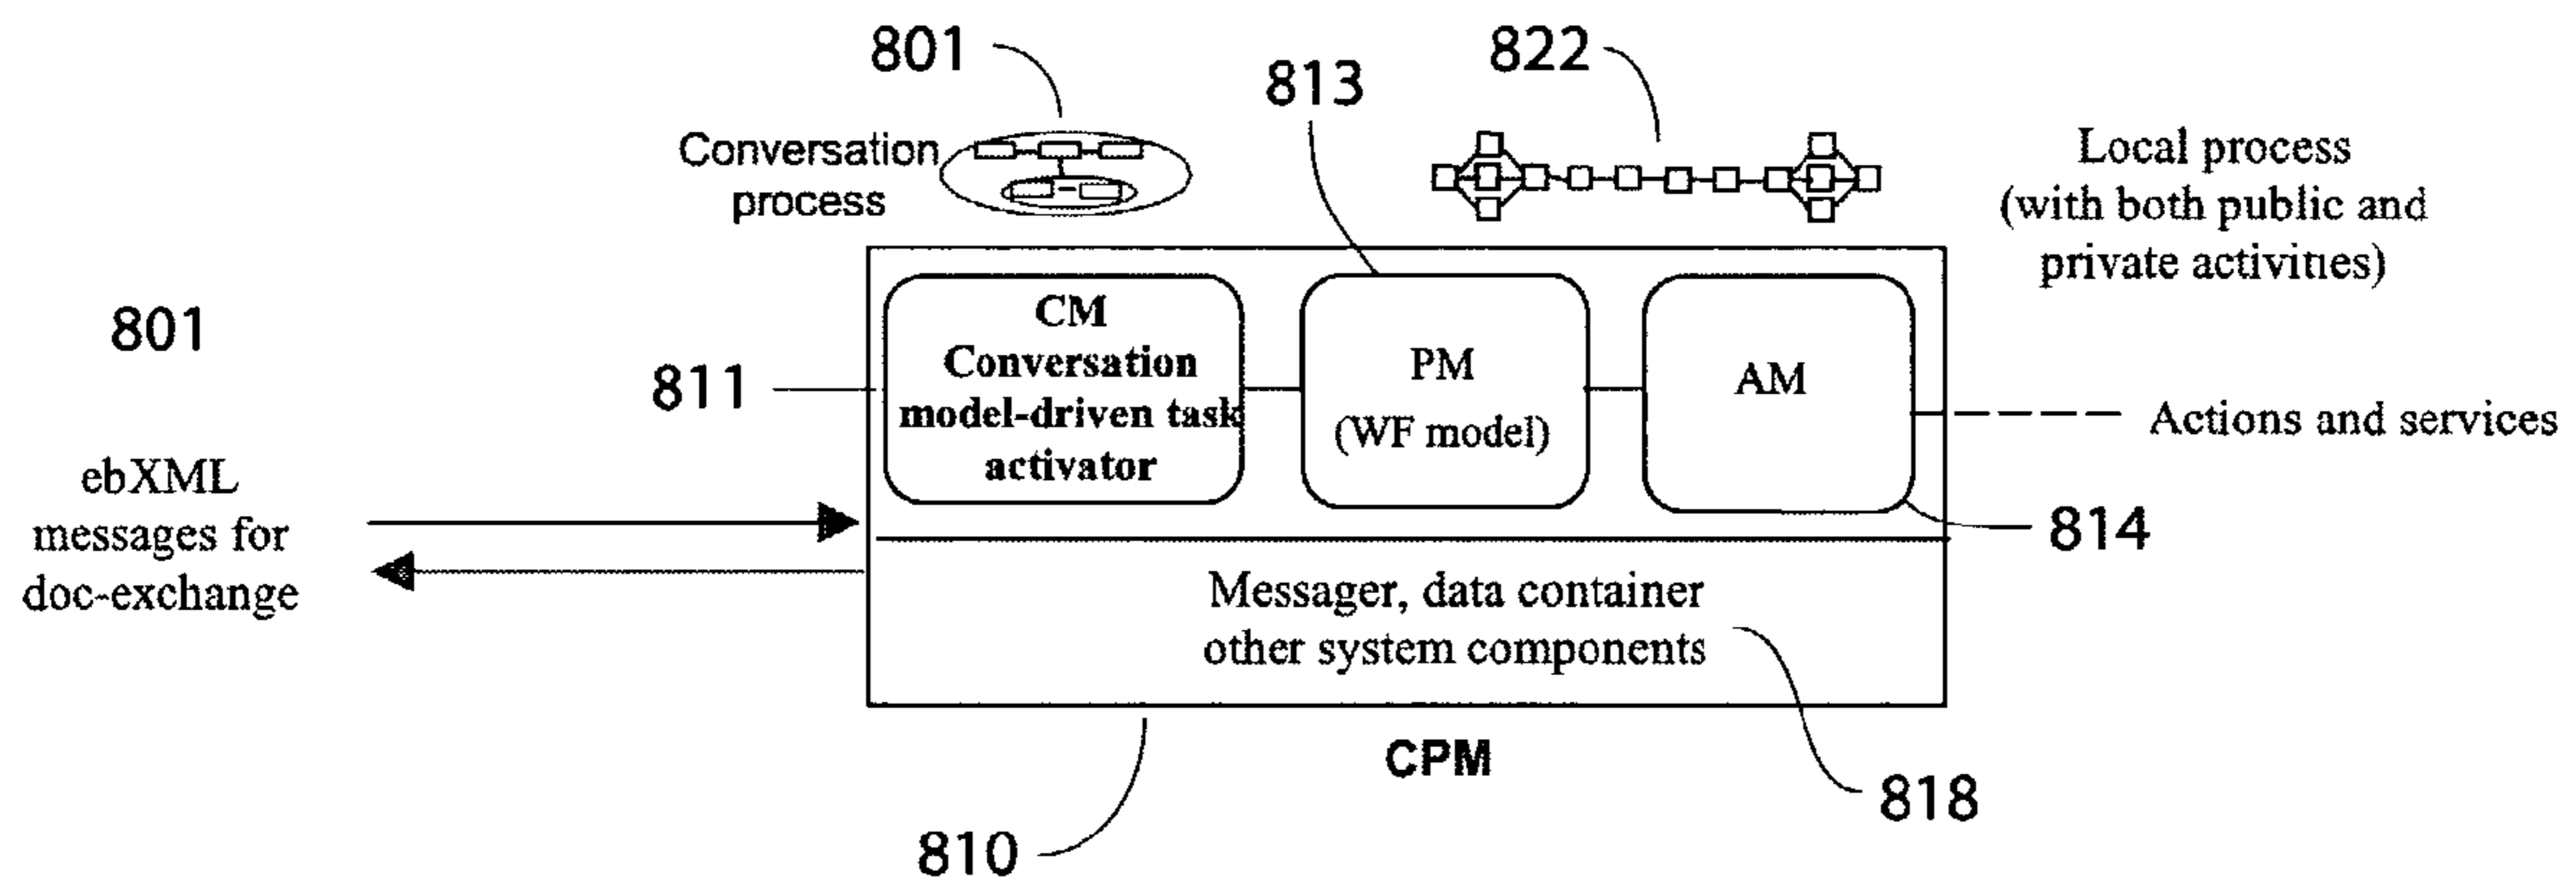 801
822
813
Conversation
process
Local process
(with both public and
private activities)
801
811
CM
Conversation
model-driven task
activator
PM
(WF model)
AM
Actions and services
ebXML
messages for
doc-exchange
814
Messager, data container
other system components
CPM
818
810